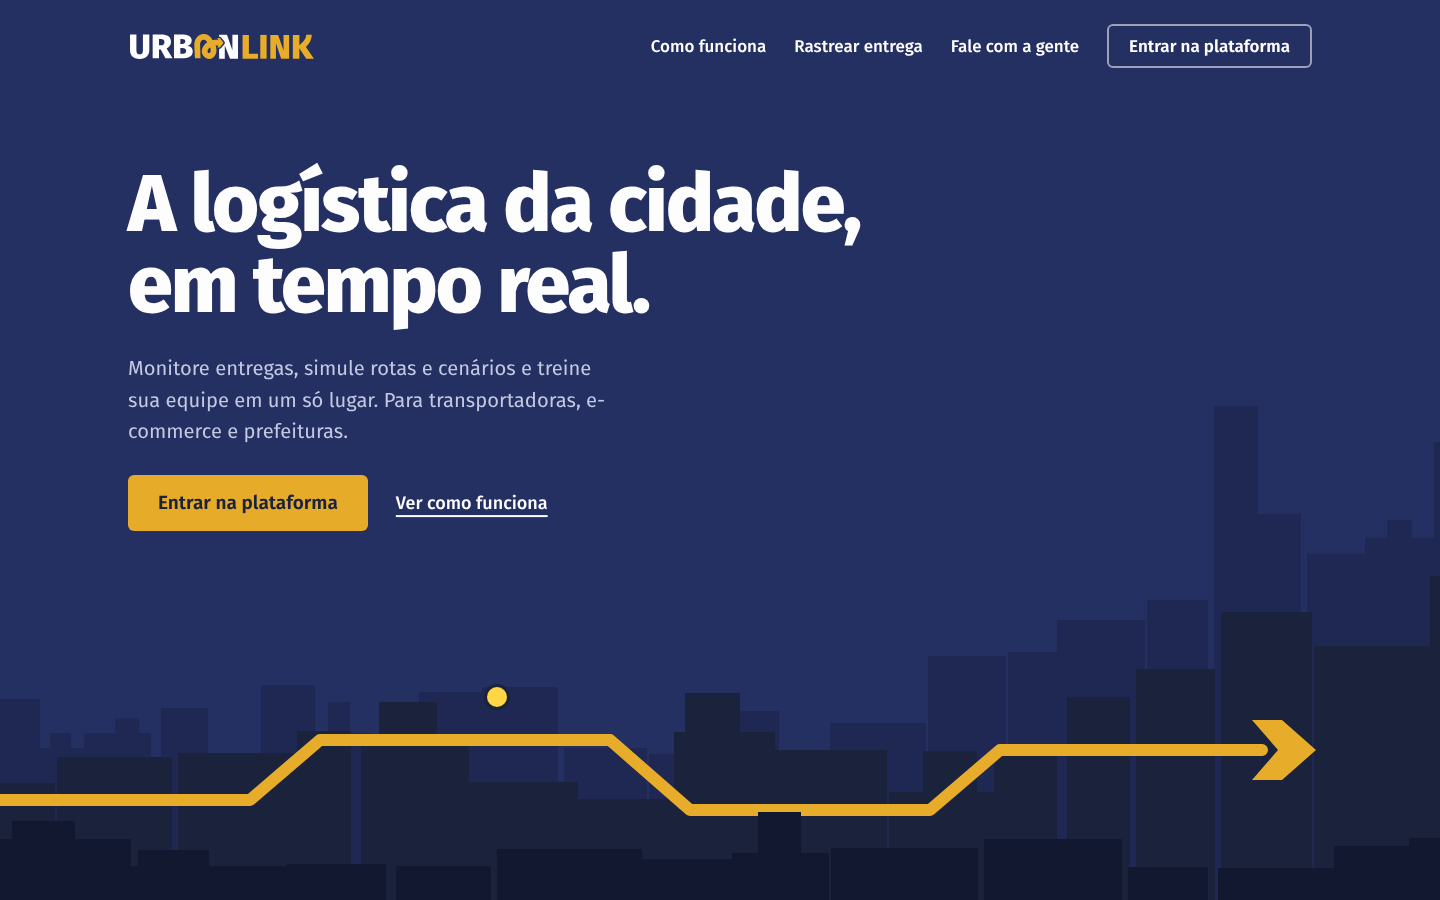 URBANLINK
Como funciona
Rastrear entrega
Fale com a gente
Entrar na plataforma
A logística da cidade,
em tempo real.
Monitore entregas, simule rotas e cenários e treine
sua equipe em um só lugar. Para transportadoras, e-
commerce e prefeituras.
Entrar na plataforma
Ver como funciona